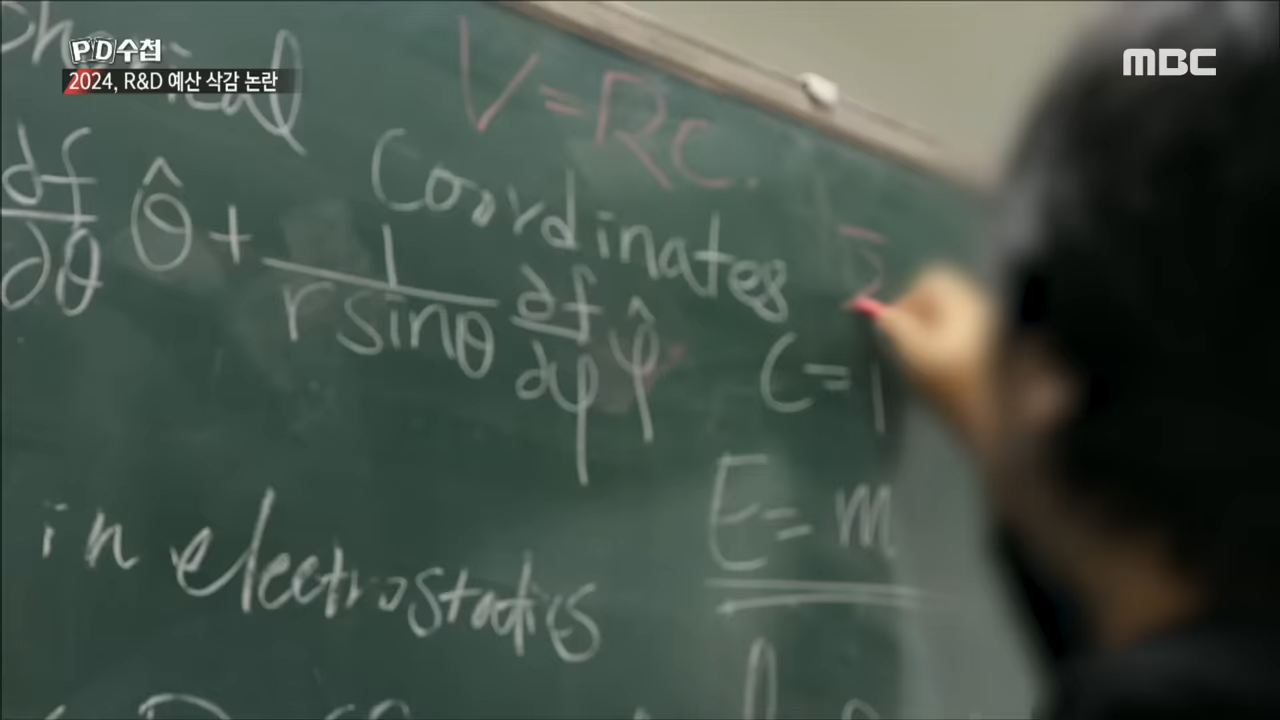 PD수첩
MBC
2024, R&D 예산 삭감 논란
V = RC.
Coordinates
∂f/∂θ θ̂ + 1/(r sinθ) ∂f/∂φ φ̂
C = 1
E = m
in electrostatics